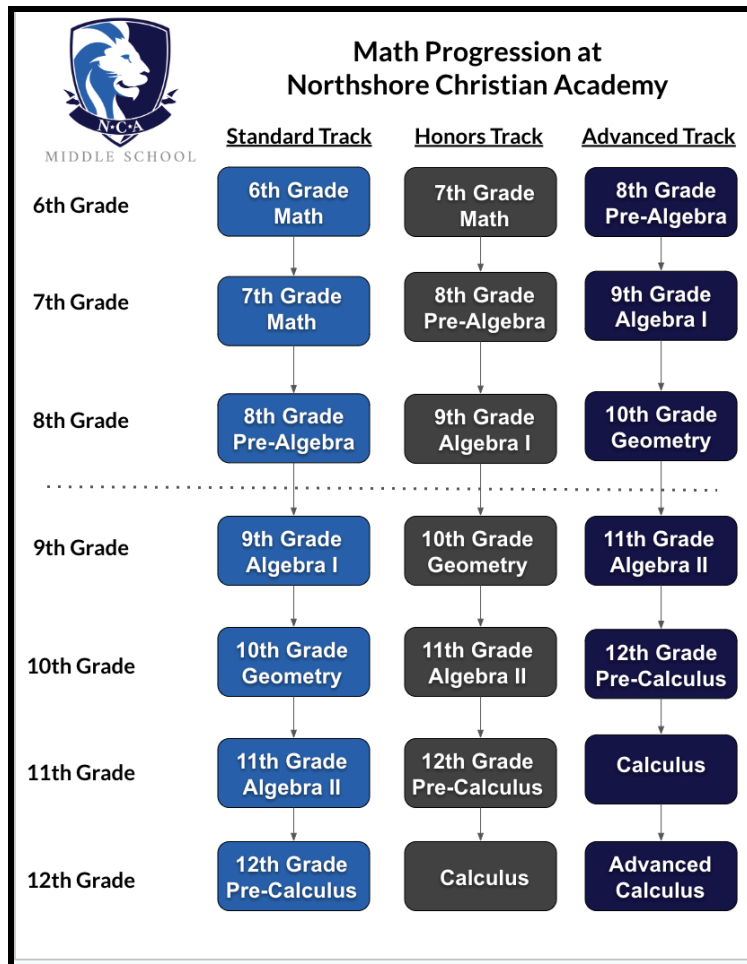 Math Progression at
Northshore Christian Academy
N•C•A
MIDDLE SCHOOL
Standard Track
Honors Track
Advanced Track
6th Grade
6th Grade
Math
7th Grade
Math
8th Grade
Pre-Algebra
7th Grade
7th Grade
Math
8th Grade
Pre-Algebra
9th Grade
Algebra I
8th Grade
8th Grade
Pre-Algebra
9th Grade
Algebra I
10th Grade
Geometry
9th Grade
9th Grade
Algebra I
10th Grade
Geometry
11th Grade
Algebra II
10th Grade
10th Grade
Geometry
11th Grade
Algebra II
12th Grade
Pre-Calculus
11th Grade
11th Grade
Algebra II
12th Grade
Pre-Calculus
Calculus
12th Grade
12th Grade
Pre-Calculus
Calculus
Advanced
Calculus